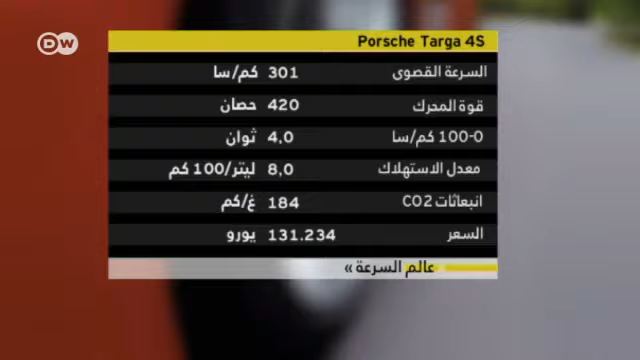 DW
Porsche Targa 4S
السرعة القصوى 301 كم/سا
قوة المحرك 420 حصان
0-100 كم/سا 4,0 ثوان
معدل الاستهلاك 8,0 ليتر/100 كم
انبعاثات CO2 184 غ/كم
السعر 131.234 يورو
عالم السرعة »